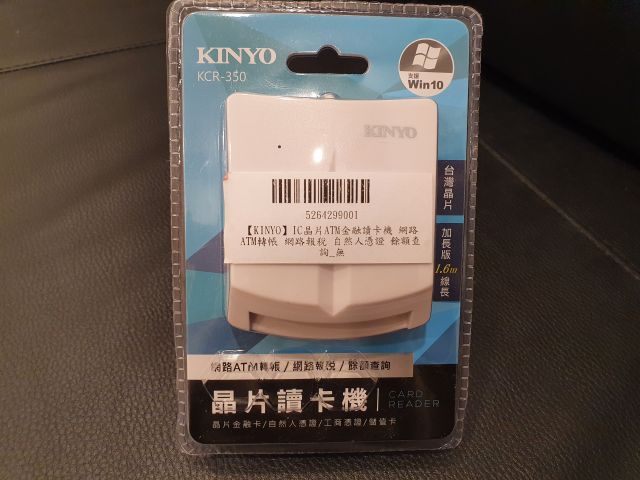 KINYO
KCR-350
支援
Win10
KINYO
台灣晶片
加長版
1.6m
線長
5264299001
【KINYO】IC晶片ATM金融讀卡機 網路
ATM轉帳 網路報稅 自然人憑證 餘額查
詢_無
網路ATM轉帳/網路報稅/餘額查詢
晶片讀卡機
CARD
READER
晶片金融卡/自然人憑證/工商憑證/儲值卡